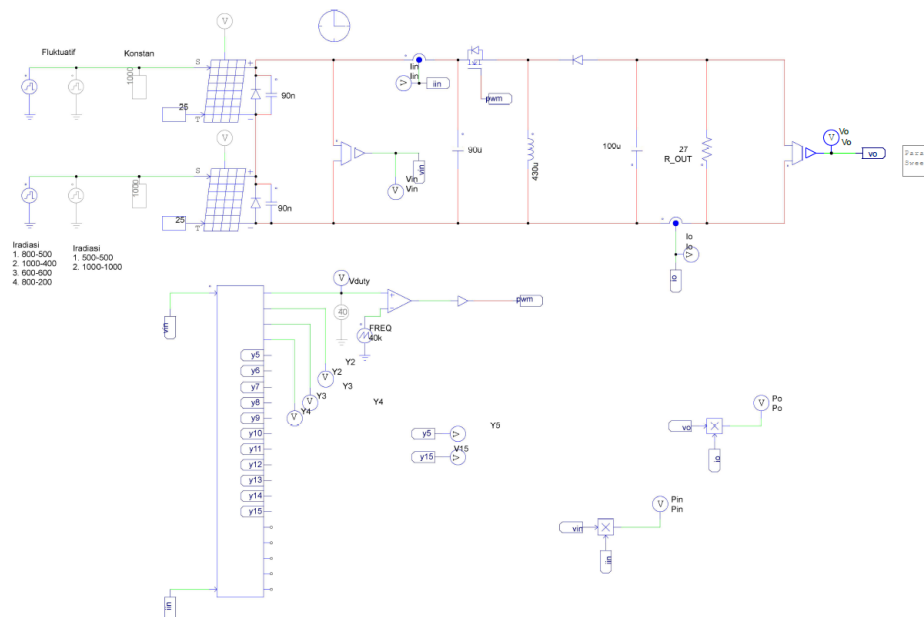 Fluktuatif
Konstan
V
S
+
Iin
Iin
V
iin
pwm
1000
25
T
-
90n
90u
430u
100u
27
R_OUT
V
Vo
Vo
vo
vin
V
Vin
Vin
V
S
+
1000
25
T
-
90n
Io
Io
V
io
Iradiasi
1. 800-500
2. 1000-400
3. 600-600
4. 800-200
Iradiasi
1. 500-500
2. 1000-1000
V
Vduty
40
pwm
vin
FREQ
40k
V
Y2
Y2
V
Y3
Y3
V
Y4
Y4
Y5
y5
y6
y7
y8
y9
y10
y11
y12
y13
y14
y15
y5
V
V15
y15
V
iin
V
Po
Po
vo
io
V
Pin
Pin
vin
iin